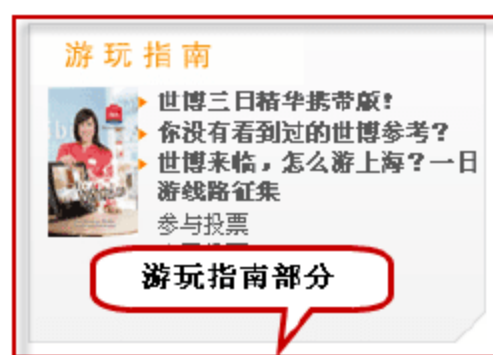 游玩指南
世博三日精华携带版!
你没有看到过的世博参考?
世博来临,怎么游上海?一日
游线路征集
参与投票
游玩指南部分